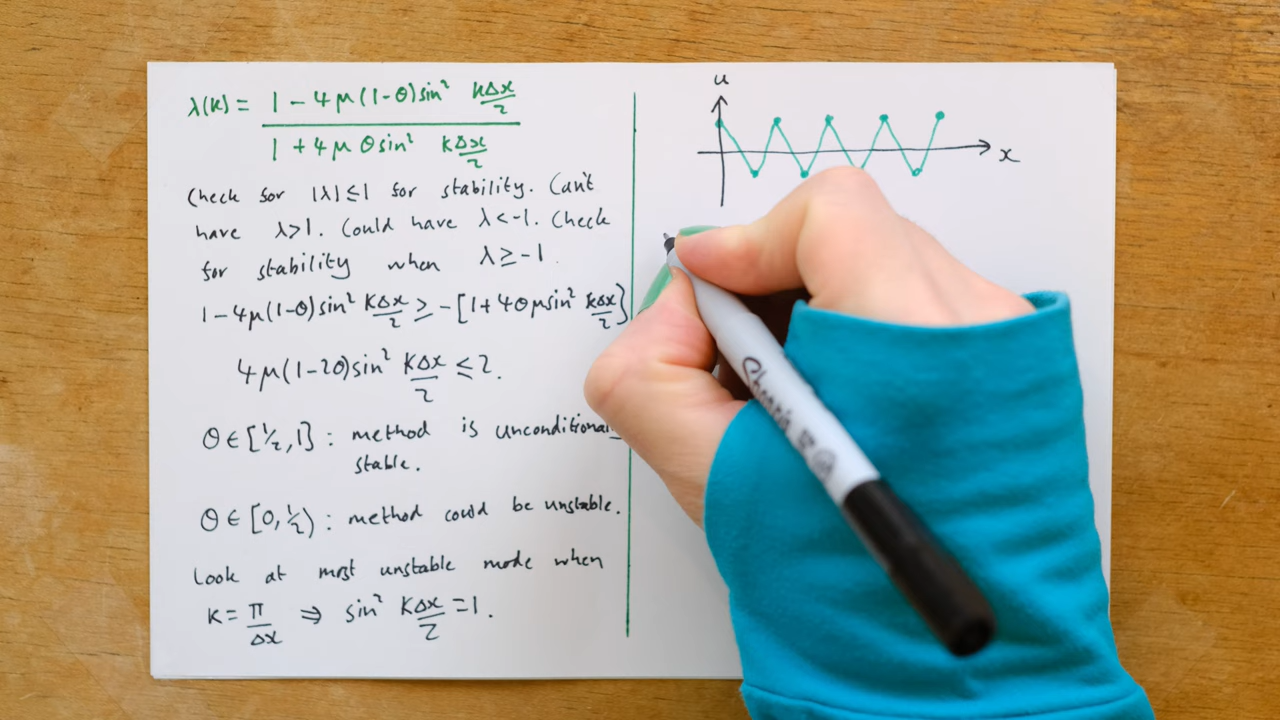 λ(k) = 1 - 4μ(1-θ)sin² kΔx/2
1 + 4μθsin² kΔx/2
Check for |λ|≤1 for stability. Can't
have λ>1. Could have λ<-1. Check
for stability when λ≥-1.
1-4μ(1-θ)sin² kΔx/2 ≥ -[1+4θμsin² kΔx/2]
4μ(1-2θ)sin² kΔx/2 ≤ 2.
θ∈[½,1]: method is unconditional
stable.
θ∈[0,½): method could be unstable.
Look at most unstable mode when
k = π/Δx ⇒ sin² kΔx/2 = 1.
u
x
Sharpie